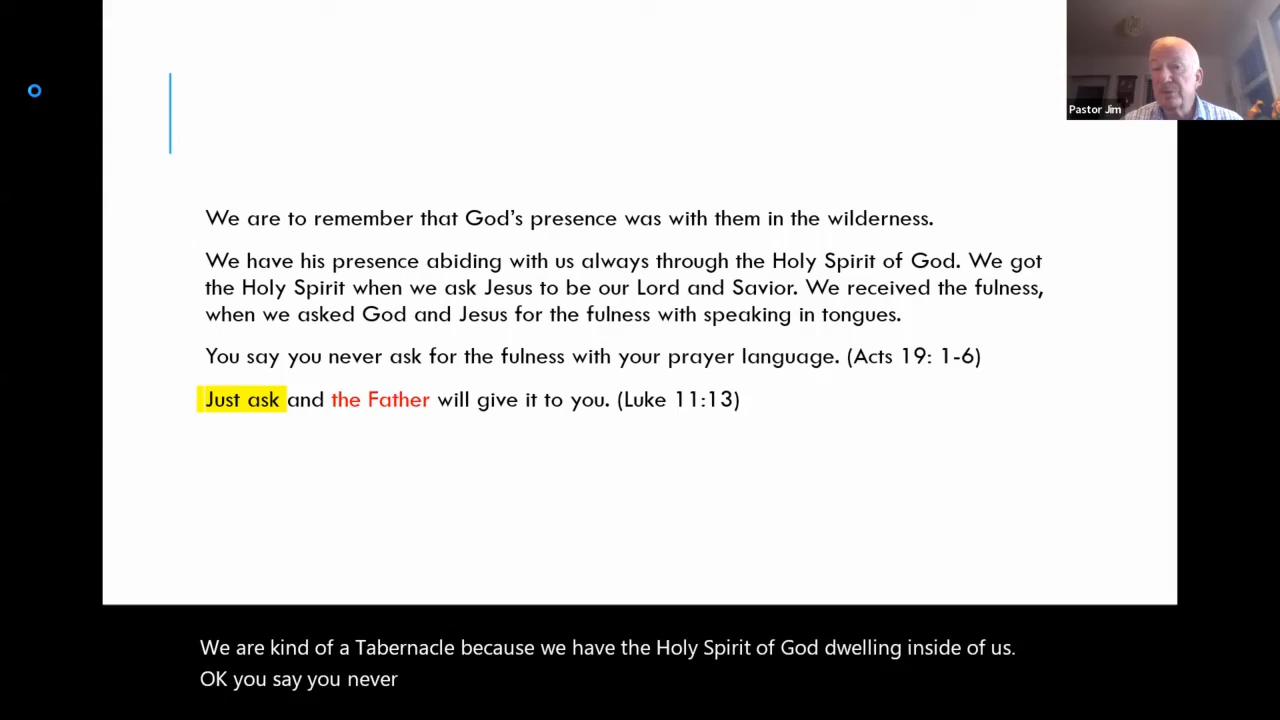 Pastor Jim
We are to remember that God's presence was with them in the wilderness.
We have his presence abiding with us always through the Holy Spirit of God. We got
the Holy Spirit when we ask Jesus to be our Lord and Savior. We received the fulness,
when we asked God and Jesus for the fulness with speaking in tongues.
You say you never ask for the fulness with your prayer language. (Acts 19: 1-6)
Just ask and the Father will give it to you. (Luke 11:13)
We are kind of a Tabernacle because we have the Holy Spirit of God dwelling inside of us.
OK you say you never